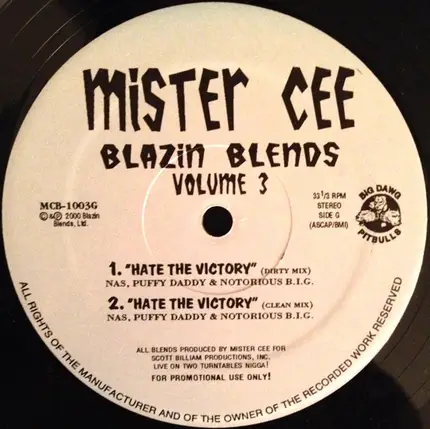 MISTER CEE
BLAZIN BLENDS
VOLUME 3
MCB-1003G
©&℗ 2000 Blazin
Blends, Ltd.
33 1/3 RPM
STEREO
SIDE G
(ASCAP/BMI)
BIG DAWG
PITBULLS
1. "HATE THE VICTORY" (DIRTY MIX)
NAS, PUFFY DADDY & NOTORIOUS B.I.G.
2. "HATE THE VICTORY" (CLEAN MIX)
NAS, PUFFY DADDY & NOTORIOUS B.I.G.
ALL BLENDS PRODUCED BY MISTER CEE FOR
SCOTT BILLIAM PRODUCTIONS, INC.
LIVE ON TWO TURNTABLES NIGGA!
FOR PROMOTIONAL USE ONLY!
ALL RIGHTS OF THE MANUFACTURER AND OF THE OWNER OF THE RECORDED WORK RESERVED